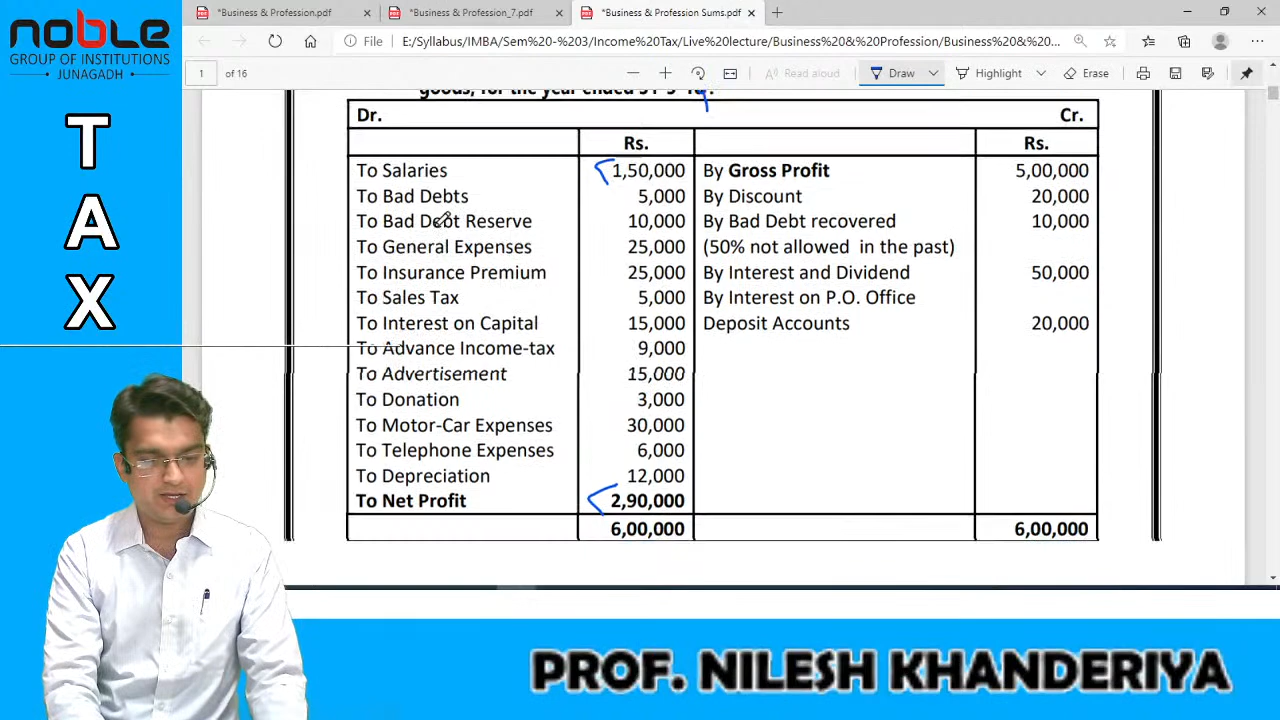 noble
GROUP OF INSTITUTIONS
JUNAGADH
TAX
*Business & Profession.pdf
*Business & Profession_7.pdf
*Business & Profession Sums.pdf
File E:/Syllabus/IMBA/Sem%20-%203/Income%20Tax/Live%20lecture/Business%20&%20Profession/Business%20&%20...
1 of 16
Read aloud
Draw
Highlight
Erase
goods, for the year ended 31-3-
Dr. Cr.
Rs. Rs.
To Salaries 1,50,000 By Gross Profit 5,00,000
To Bad Debts 5,000 By Discount 20,000
To Bad Debt Reserve 10,000 By Bad Debt recovered 10,000
To General Expenses 25,000 (50% not allowed in the past)
To Insurance Premium 25,000 By Interest and Dividend 50,000
To Sales Tax 5,000 By Interest on P.O. Office
To Interest on Capital 15,000 Deposit Accounts 20,000
To Advance Income-tax 9,000
To Advertisement 15,000
To Donation 3,000
To Motor-Car Expenses 30,000
To Telephone Expenses 6,000
To Depreciation 12,000
To Net Profit 2,90,000
6,00,000 6,00,000
PROF. NILESH KHANDERIYA